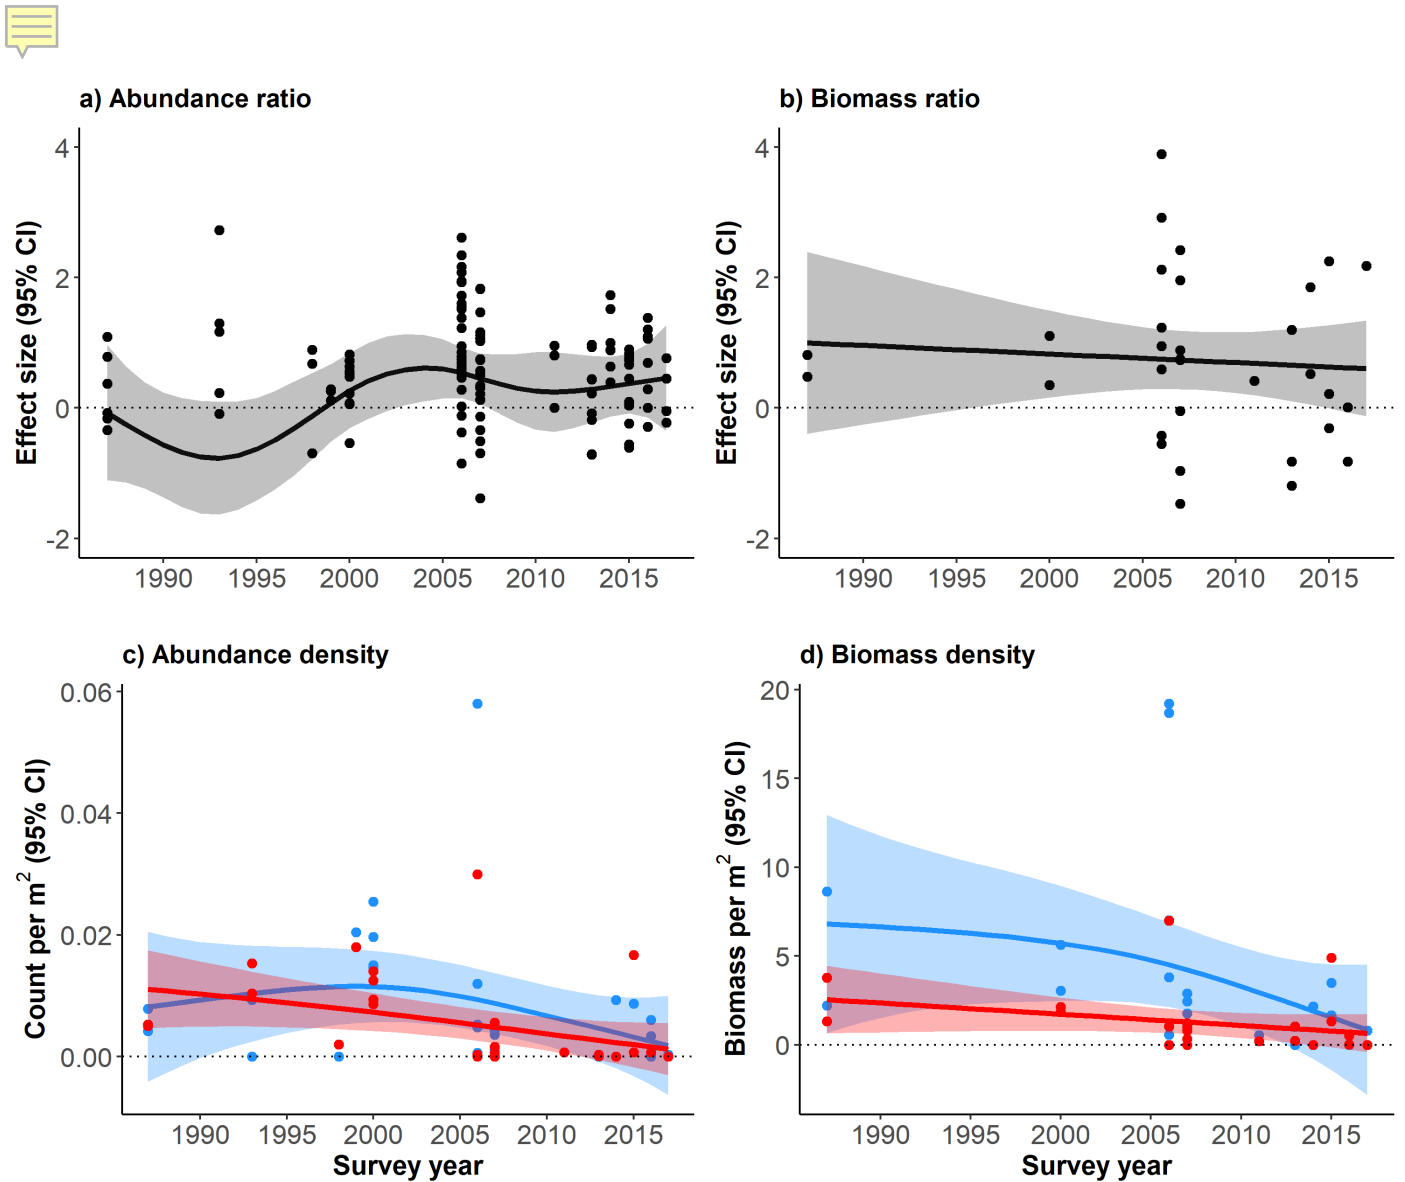 a) Abundance ratio
Effect size (95% CI)
4
2
0
-2
1990 1995 2000 2005 2010 2015
b) Biomass ratio
Effect size (95% CI)
4
2
0
-2
1990 1995 2000 2005 2010 2015
c) Abundance density
Count per m² (95% CI)
0.06
0.04
0.02
0.00
1990 1995 2000 2005 2010 2015
Survey year
d) Biomass density
Biomass per m² (95% CI)
20
15
10
5
0
1990 1995 2000 2005 2010 2015
Survey year